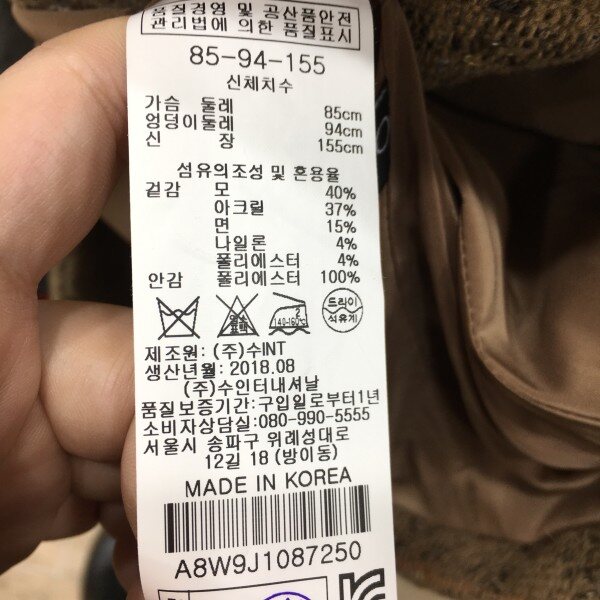 품질경영 및 공산품안전
관리법에 의한 품질표시
85-94-155
신체치수
가슴 둘레 85cm
엉덩이둘레 94cm
신 장 155cm
섬유의조성 및 혼용율
겉감 모 40%
아크릴 37%
면 15%
나일론 4%
폴리에스터 4%
안감 폴리에스터 100%
염소표백
2
140-160℃
드라이
석유계
제조원: (주)수INT
생산년월: 2018.08
(주)수인터내셔날
품질보증기간:구입일로부터1년
소비자상담실:080-990-5555
서울시 송파구 위례성대로
12길 18 (방이동)
MADE IN KOREA
A8W9J1087250